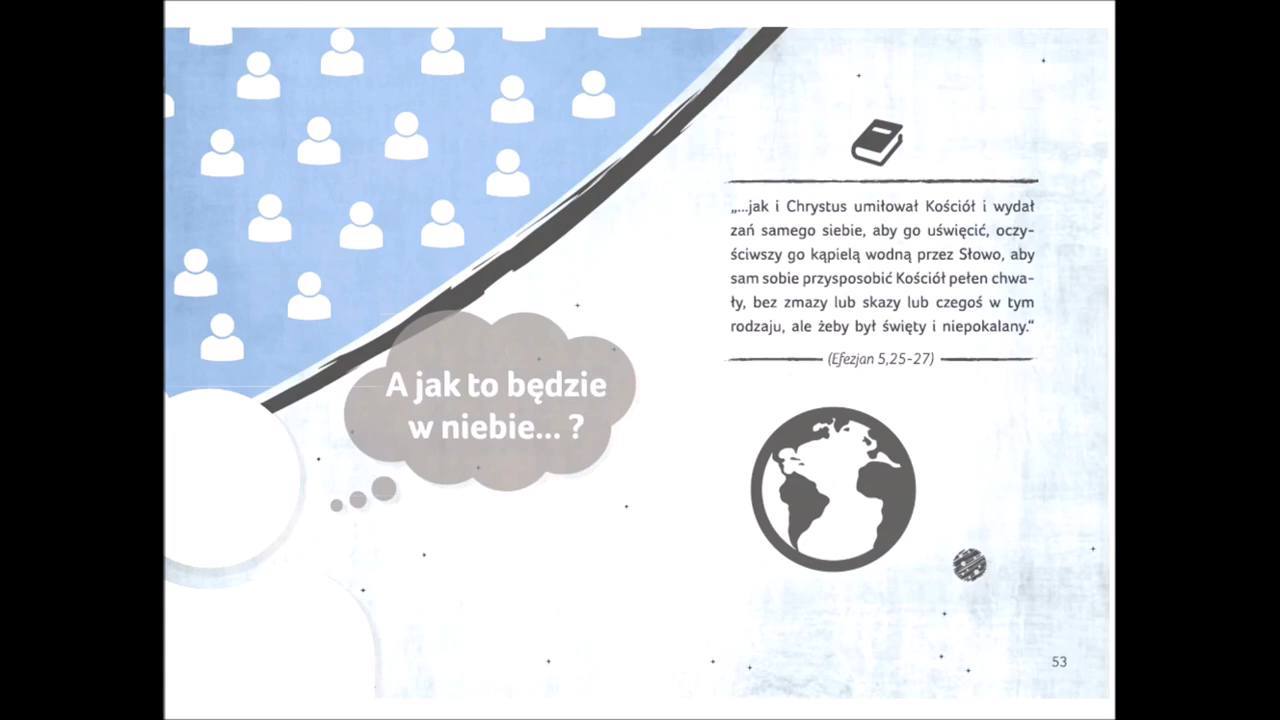 A jak to będzie
w niebie... ?
„...jak i Chrystus umiłował Kościół i wydał
zań samego siebie, aby go uświęcić, oczy-
ściwszy go kąpielą wodną przez Słowo, aby
sam sobie przysposobić Kościół pełen chwa-
ły, bez zmazy lub skazy lub czegoś w tym
rodzaju, ale żeby był święty i niepokalany.“
(Efezjan 5,25-27)
53